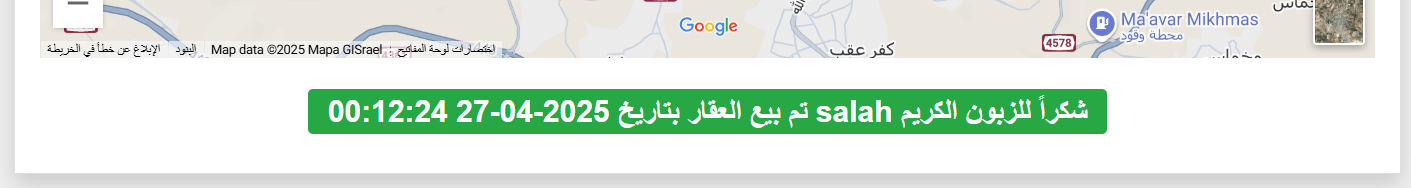 Google
Ma'avar Mikhmas
محطة وقود
4578
كفر عقب
مخماس
اختصارات لوحة المفاتيح
Map data ©2025 Mapa GISrael
البنود
الإبلاغ عن خطأ في الخريطة
شكراً للزبون الكريم salah تم بيع العقار بتاريخ 2025-04-27 00:12:24